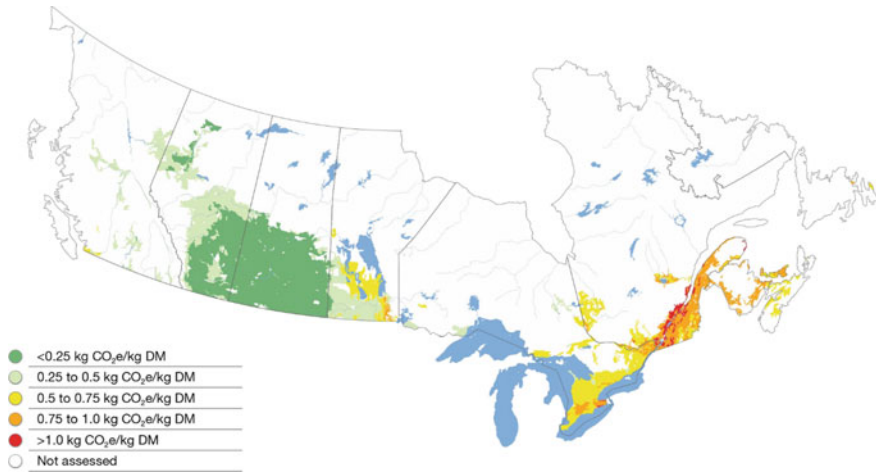 <0.25 kg CO₂e/kg DM
0.25 to 0.5 kg CO₂e/kg DM
0.5 to 0.75 kg CO₂e/kg DM
0.75 to 1.0 kg CO₂e/kg DM
>1.0 kg CO₂e/kg DM
Not assessed